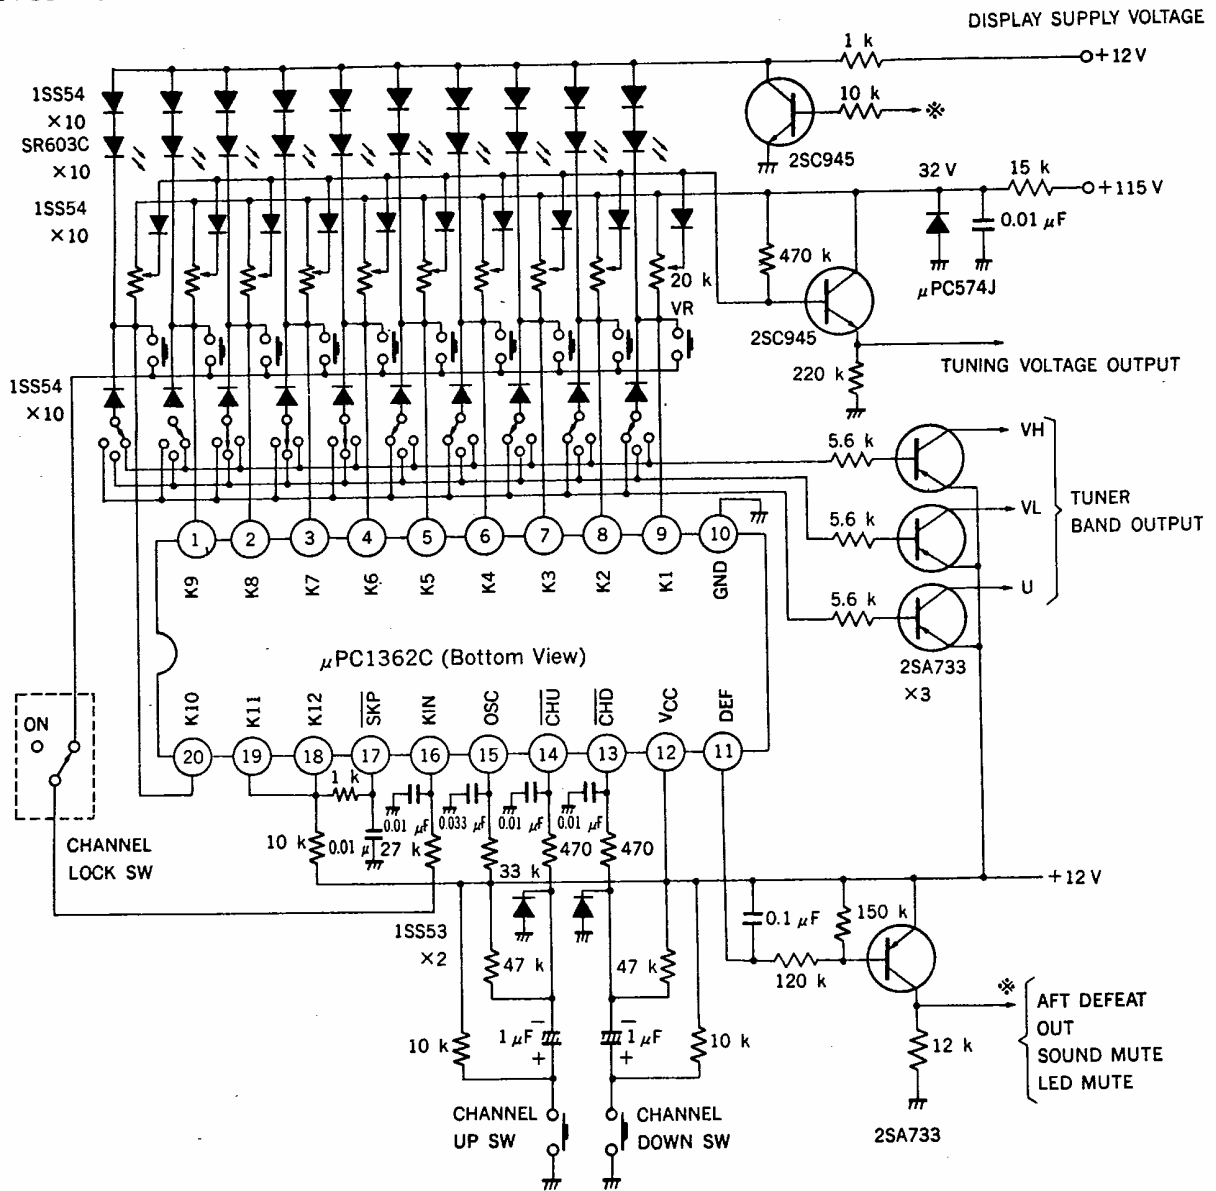 DISPLAY SUPPLY VOLTAGE
1 k
+12 V
1SS54
×10
10 k
※
SR603C
×10
2SC945
32 V
15 k
+115 V
1SS54
×10
0.01 μF
470 k
20 k
μPC574J
VR
2SC945
TUNING VOLTAGE OUTPUT
220 k
1SS54
×10
5.6 k
VH
5.6 k
VL
TUNER
BAND OUTPUT
5.6 k
U
2SA733
×3
1 2 3 4 5 6 7 8 9 10
K9 K8 K7 K6 K5 K4 K3 K2 K1 GND
μPC1362C (Bottom View)
K10 K11 K12 SKP KIN OSC CHU CHD VCC DEF
20 19 18 17 16 15 14 13 12 11
ON
CHANNEL
LOCK SW
1 k
0.01 μF
0.033 μF
0.01 μF
0.01 μF
10 k
0.01 μ
27 k
33 k
470
470
+12 V
1SS53
×2
47 k
47 k
0.1 μF
150 k
120 k
※
AFT DEFEAT
OUT
SOUND MUTE
LED MUTE
10 k
1 μF
−
+
−
+
1 μF
10 k
12 k
2SA733
CHANNEL
UP SW
CHANNEL
DOWN SW